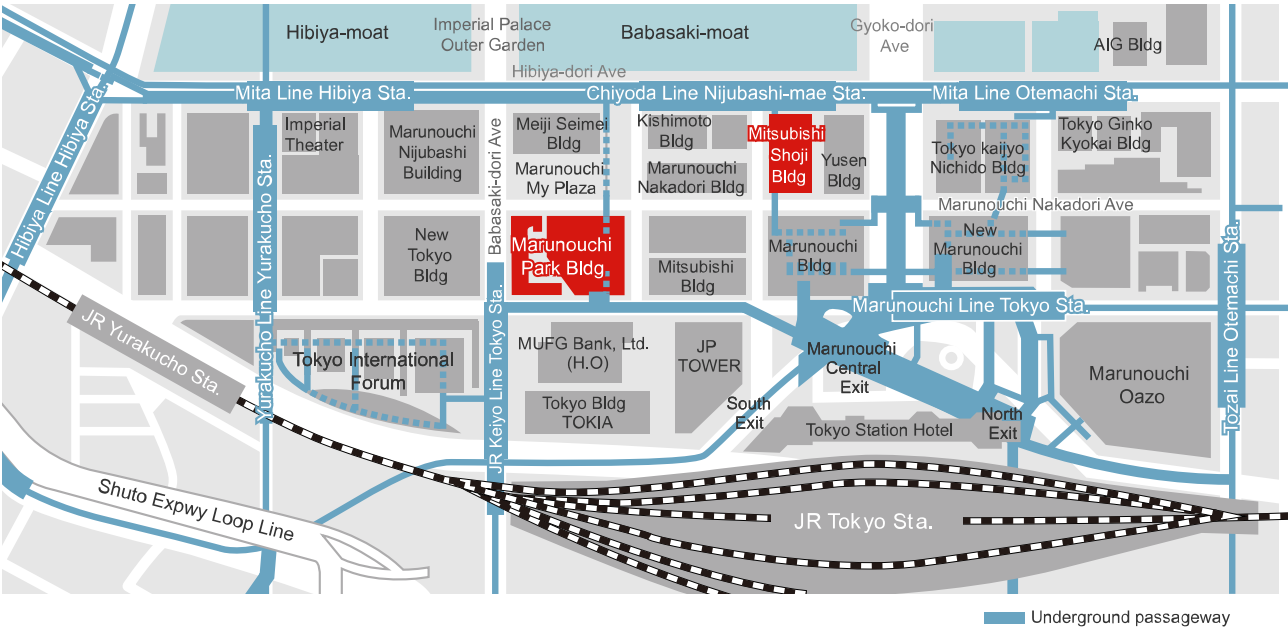 Hibiya-moat
Imperial Palace
Outer Garden
Babasaki-moat
Gyoko-dori
Ave
AIG Bldg
Hibiya-dori Ave
Mita Line Hibiya Sta.
Chiyoda Line Nijubashi-mae Sta.
Mita Line Otemachi Sta.
Hibiya Line Hibiya Sta.
Imperial
Theater
Marunouchi
Nijubashi
Building
Babasaki-dori Ave
Meiji Seimei
Bldg
Marunouchi
My Plaza
Kishimoto
Bldg
Marunouchi
Nakadori Bldg
Mitsubishi
Shoji
Bldg
Yusen
Bldg
Tokyo kaijyo
Nichido Bldg
Tokyo Ginko
Kyokai Bldg
Marunouchi Nakadori Ave
Yurakucho Line Yurakucho Sta.
New
Tokyo
Bldg
Marunouchi
Park Bldg
Mitsubishi
Bldg
Marunouchi
Bldg
New
Marunouchi
Bldg
Tozai Line Otemachi Sta.
Marunouchi Line Tokyo Sta.
JR Yurakucho Sta.
Tokyo International
Forum
JR Keiyo Line Tokyo Sta.
MUFG Bank, Ltd.
(H.O)
JP
TOWER
Marunouchi
Central
Exit
Marunouchi
Oazo
Tokyo Bldg
TOKIA
South
Exit
Tokyo Station Hotel
North
Exit
Shuto Expwy Loop Line
JR Tokyo Sta.
Underground passageway